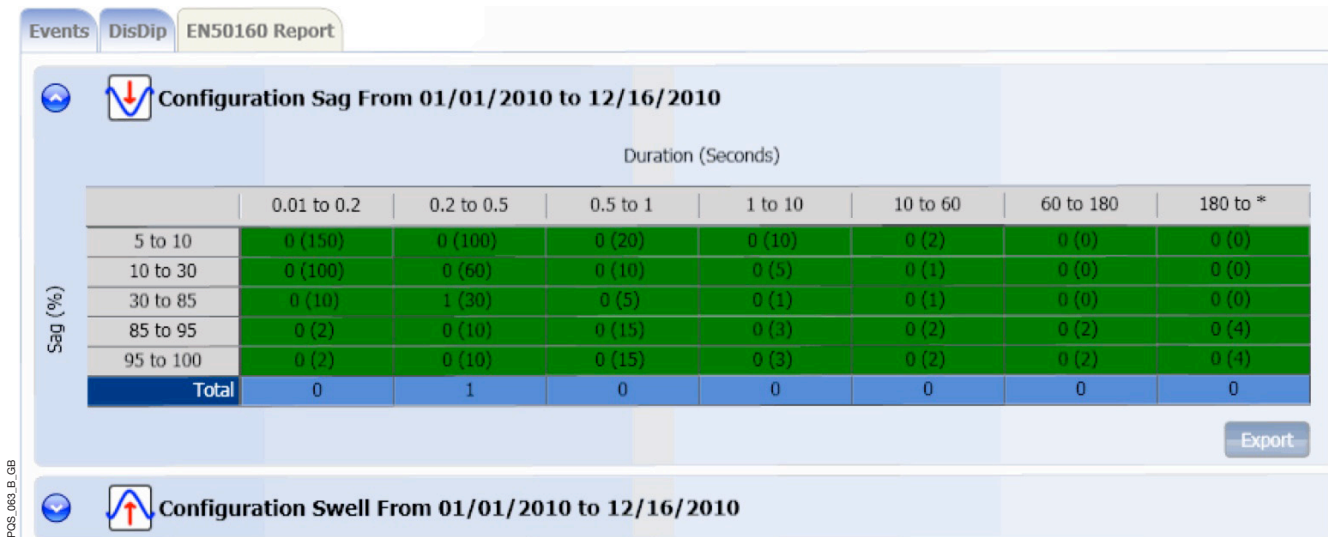 Events DisDip EN50160 Report
Configuration Sag From 01/01/2010 to 12/16/2010
Duration (Seconds)
0.01 to 0.2 0.2 to 0.5 0.5 to 1 1 to 10 10 to 60 60 to 180 180 to *
Sag (%)
5 to 10 0 (150) 0 (100) 0 (20) 0 (10) 0 (2) 0 (0) 0 (0)
10 to 30 0 (100) 0 (60) 0 (10) 0 (5) 0 (1) 0 (0) 0 (0)
30 to 85 0 (10) 1 (30) 0 (5) 0 (1) 0 (1) 0 (0) 0 (0)
85 to 95 0 (2) 0 (10) 0 (15) 0 (3) 0 (2) 0 (2) 0 (4)
95 to 100 0 (2) 0 (10) 0 (15) 0 (3) 0 (2) 0 (2) 0 (4)
Total 0 1 0 0 0 0 0
Export
Configuration Swell From 01/01/2010 to 12/16/2010
PQS_063_B_GB